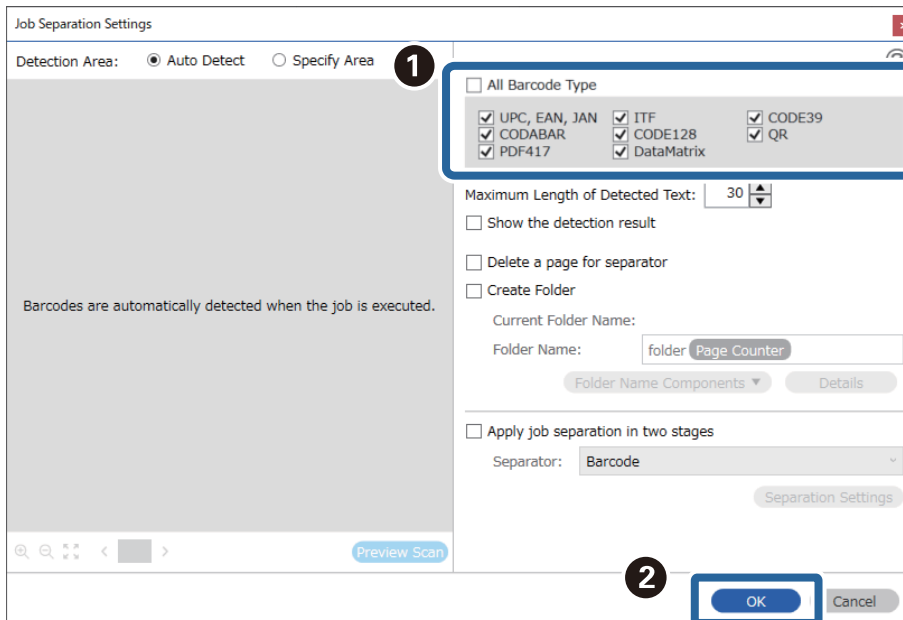 Job Separation Settings
Detection Area: Auto Detect Specify Area
1
All Barcode Type
UPC, EAN, JAN ITF CODE39
CODABAR CODE128 QR
PDF417 DataMatrix
Maximum Length of Detected Text: 30
Show the detection result
Delete a page for separator
Create Folder
Barcodes are automatically detected when the job is executed.
Current Folder Name:
Folder Name: folder Page Counter
Folder Name Components Details
Apply job separation in two stages
Separator: Barcode
Separation Settings
Preview Scan
2
OK Cancel